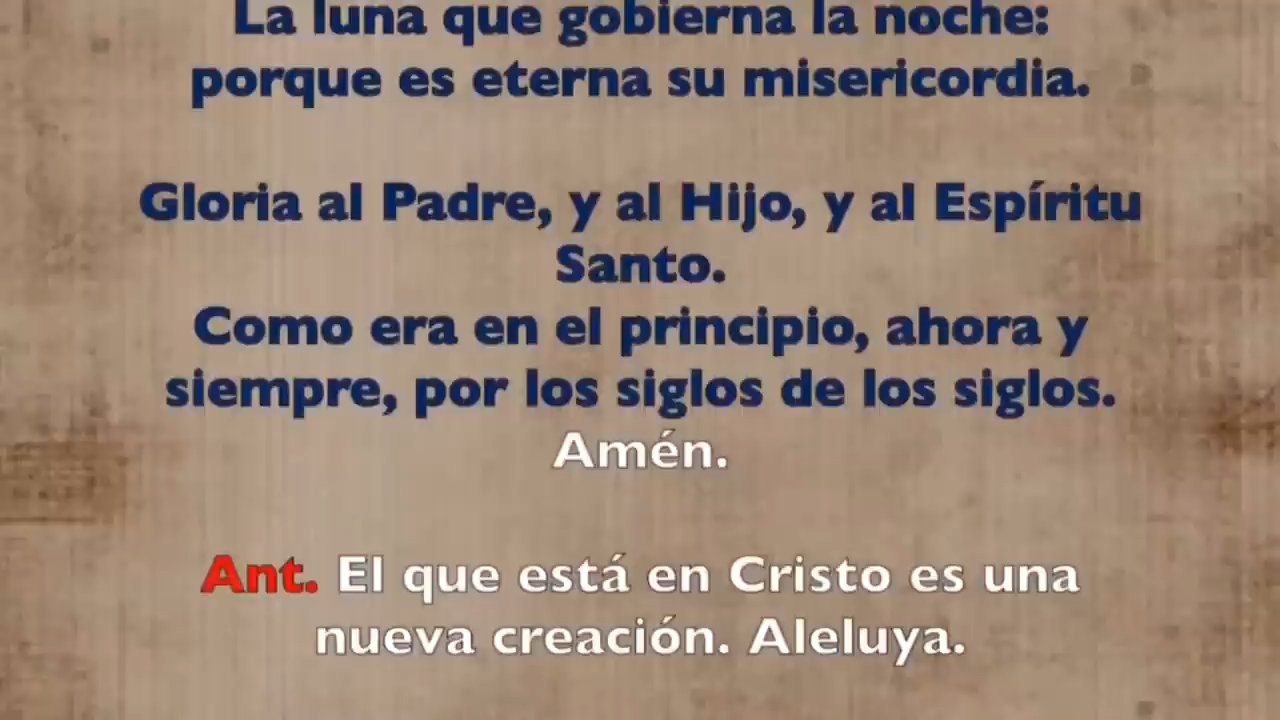 La luna que gobierna la noche:
porque es eterna su misericordia.
Gloria al Padre, y al Hijo, y al Espíritu
Santo.
Como era en el principio, ahora y
siempre, por los siglos de los siglos.
Amén.
Ant. El que está en Cristo es una
nueva creación. Aleluya.